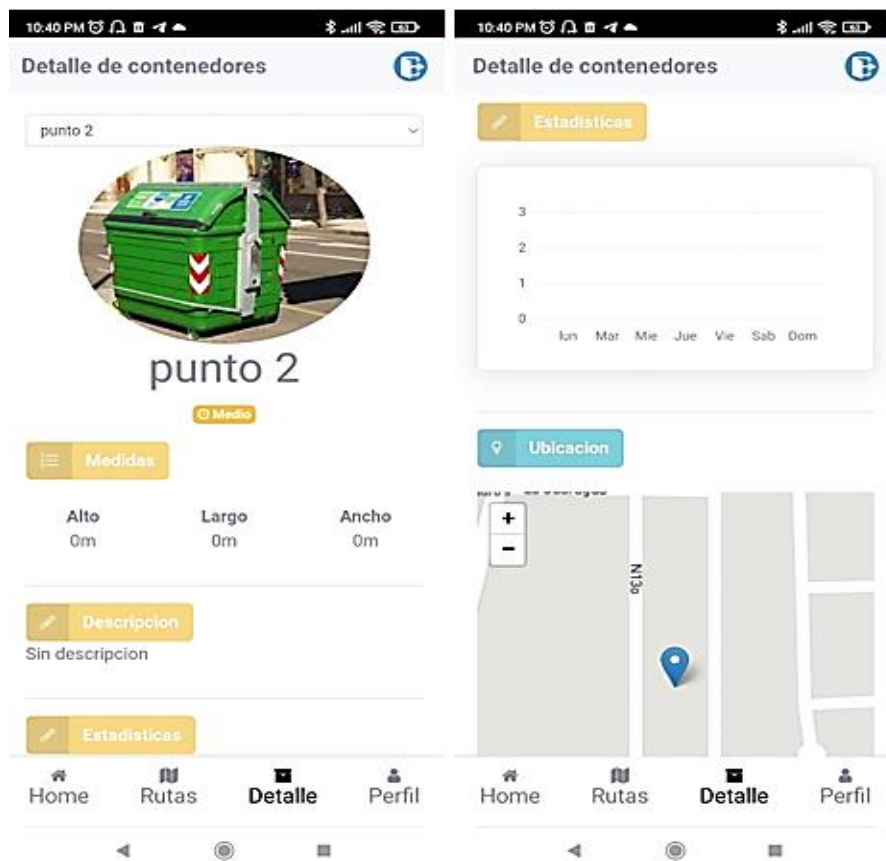 10:40 PM
Detalle de contenedores
punto 2
punto 2
Medio
Medidas
Alto Largo Ancho
0m 0m 0m
Descripcion
Sin descripcion
Estadisticas
Home Rutas Detalle Perfil
10:40 PM
Detalle de contenedores
Estadisticas
3
2
1
0
lun Mar Mie Jue Vie Sab Dom
Ubicacion
+
−
N13o
Home Rutas Detalle Perfil